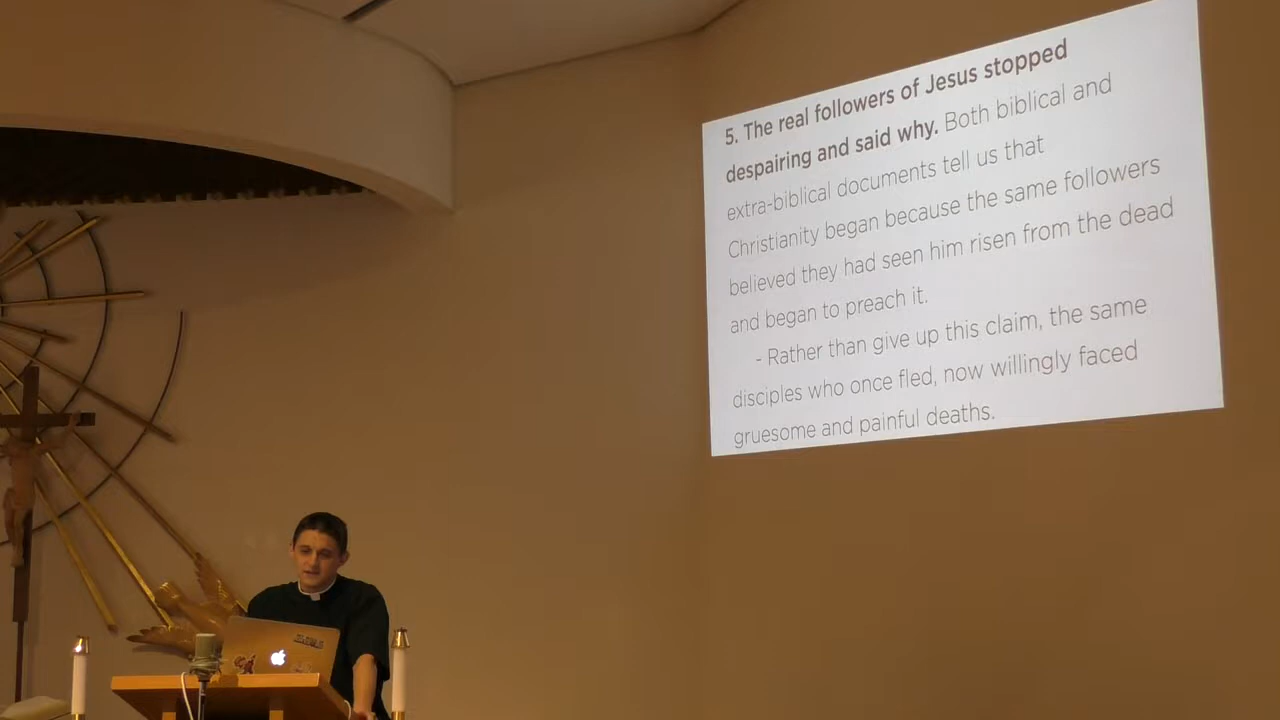 5. The real followers of Jesus stopped
despairing and said why. Both biblical and
extra-biblical documents tell us that
Christianity began because the same followers
believed they had seen him risen from the dead
and began to preach it.
- Rather than give up this claim, the same
disciples who once fled, now willingly faced
gruesome and painful deaths.